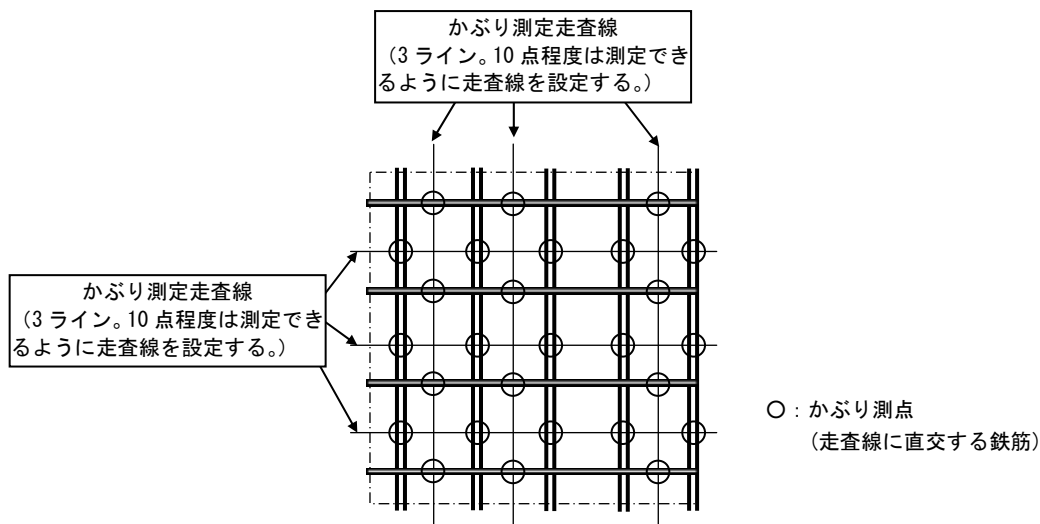 かぶり測定走査線
(3 ライン。10 点程度は測定でき
るように走査線を設定する。)
かぶり測定走査線
(3 ライン。10 点程度は測定でき
るように走査線を設定する。)
○:かぶり測点
(走査線に直交する鉄筋)